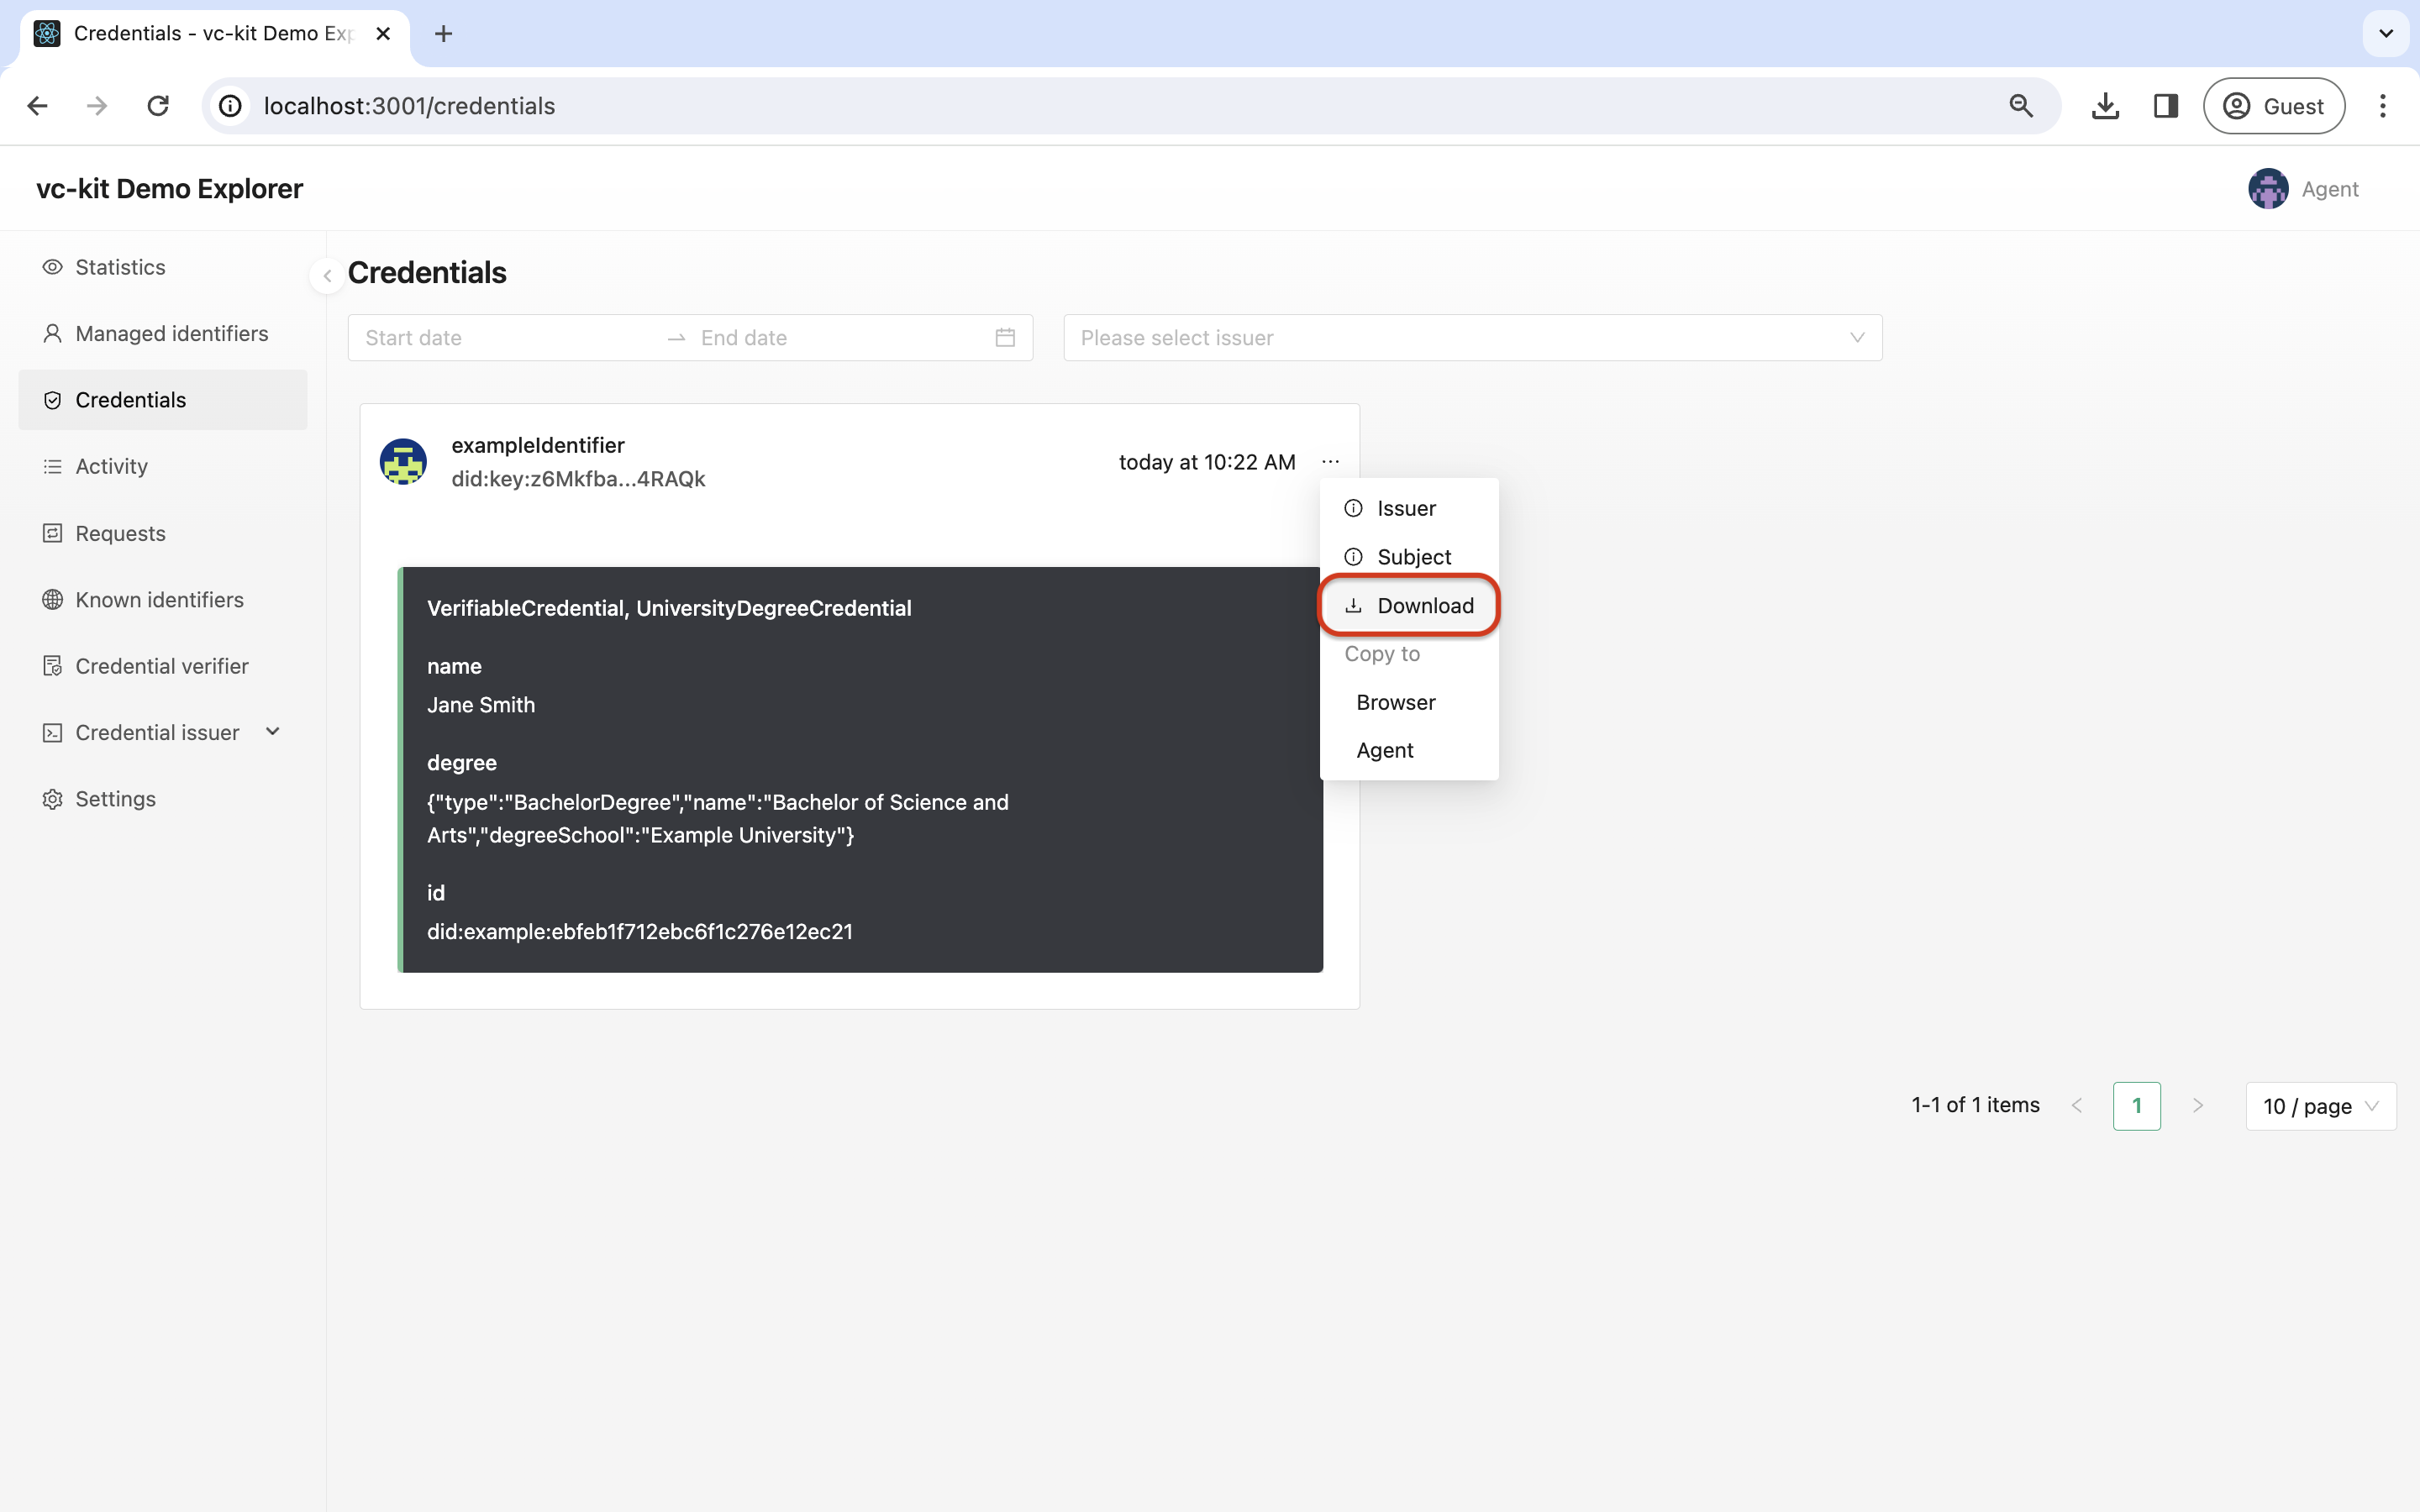 Credentials - vc-kit Demo Exp
localhost:3001/credentials
Guest
vc-kit Demo Explorer
Agent
Statistics
Managed identifiers
Credentials
Activity
Requests
Known identifiers
Credential verifier
Credential issuer
Settings
Credentials
Start date
End date
Please select issuer
exampleIdentifier
did:key:z6Mkfba...4RAQk
today at 10:22 AM
Issuer
Subject
Download
Copy to
Browser
Agent
VerifiableCredential, UniversityDegreeCredential
name
Jane Smith
degree
{"type":"BachelorDegree","name":"Bachelor of Science and
Arts","degreeSchool":"Example University"}
id
did:example:ebfeb1f712ebc6f1c276e12ec21
1-1 of 1 items
1
10 / page